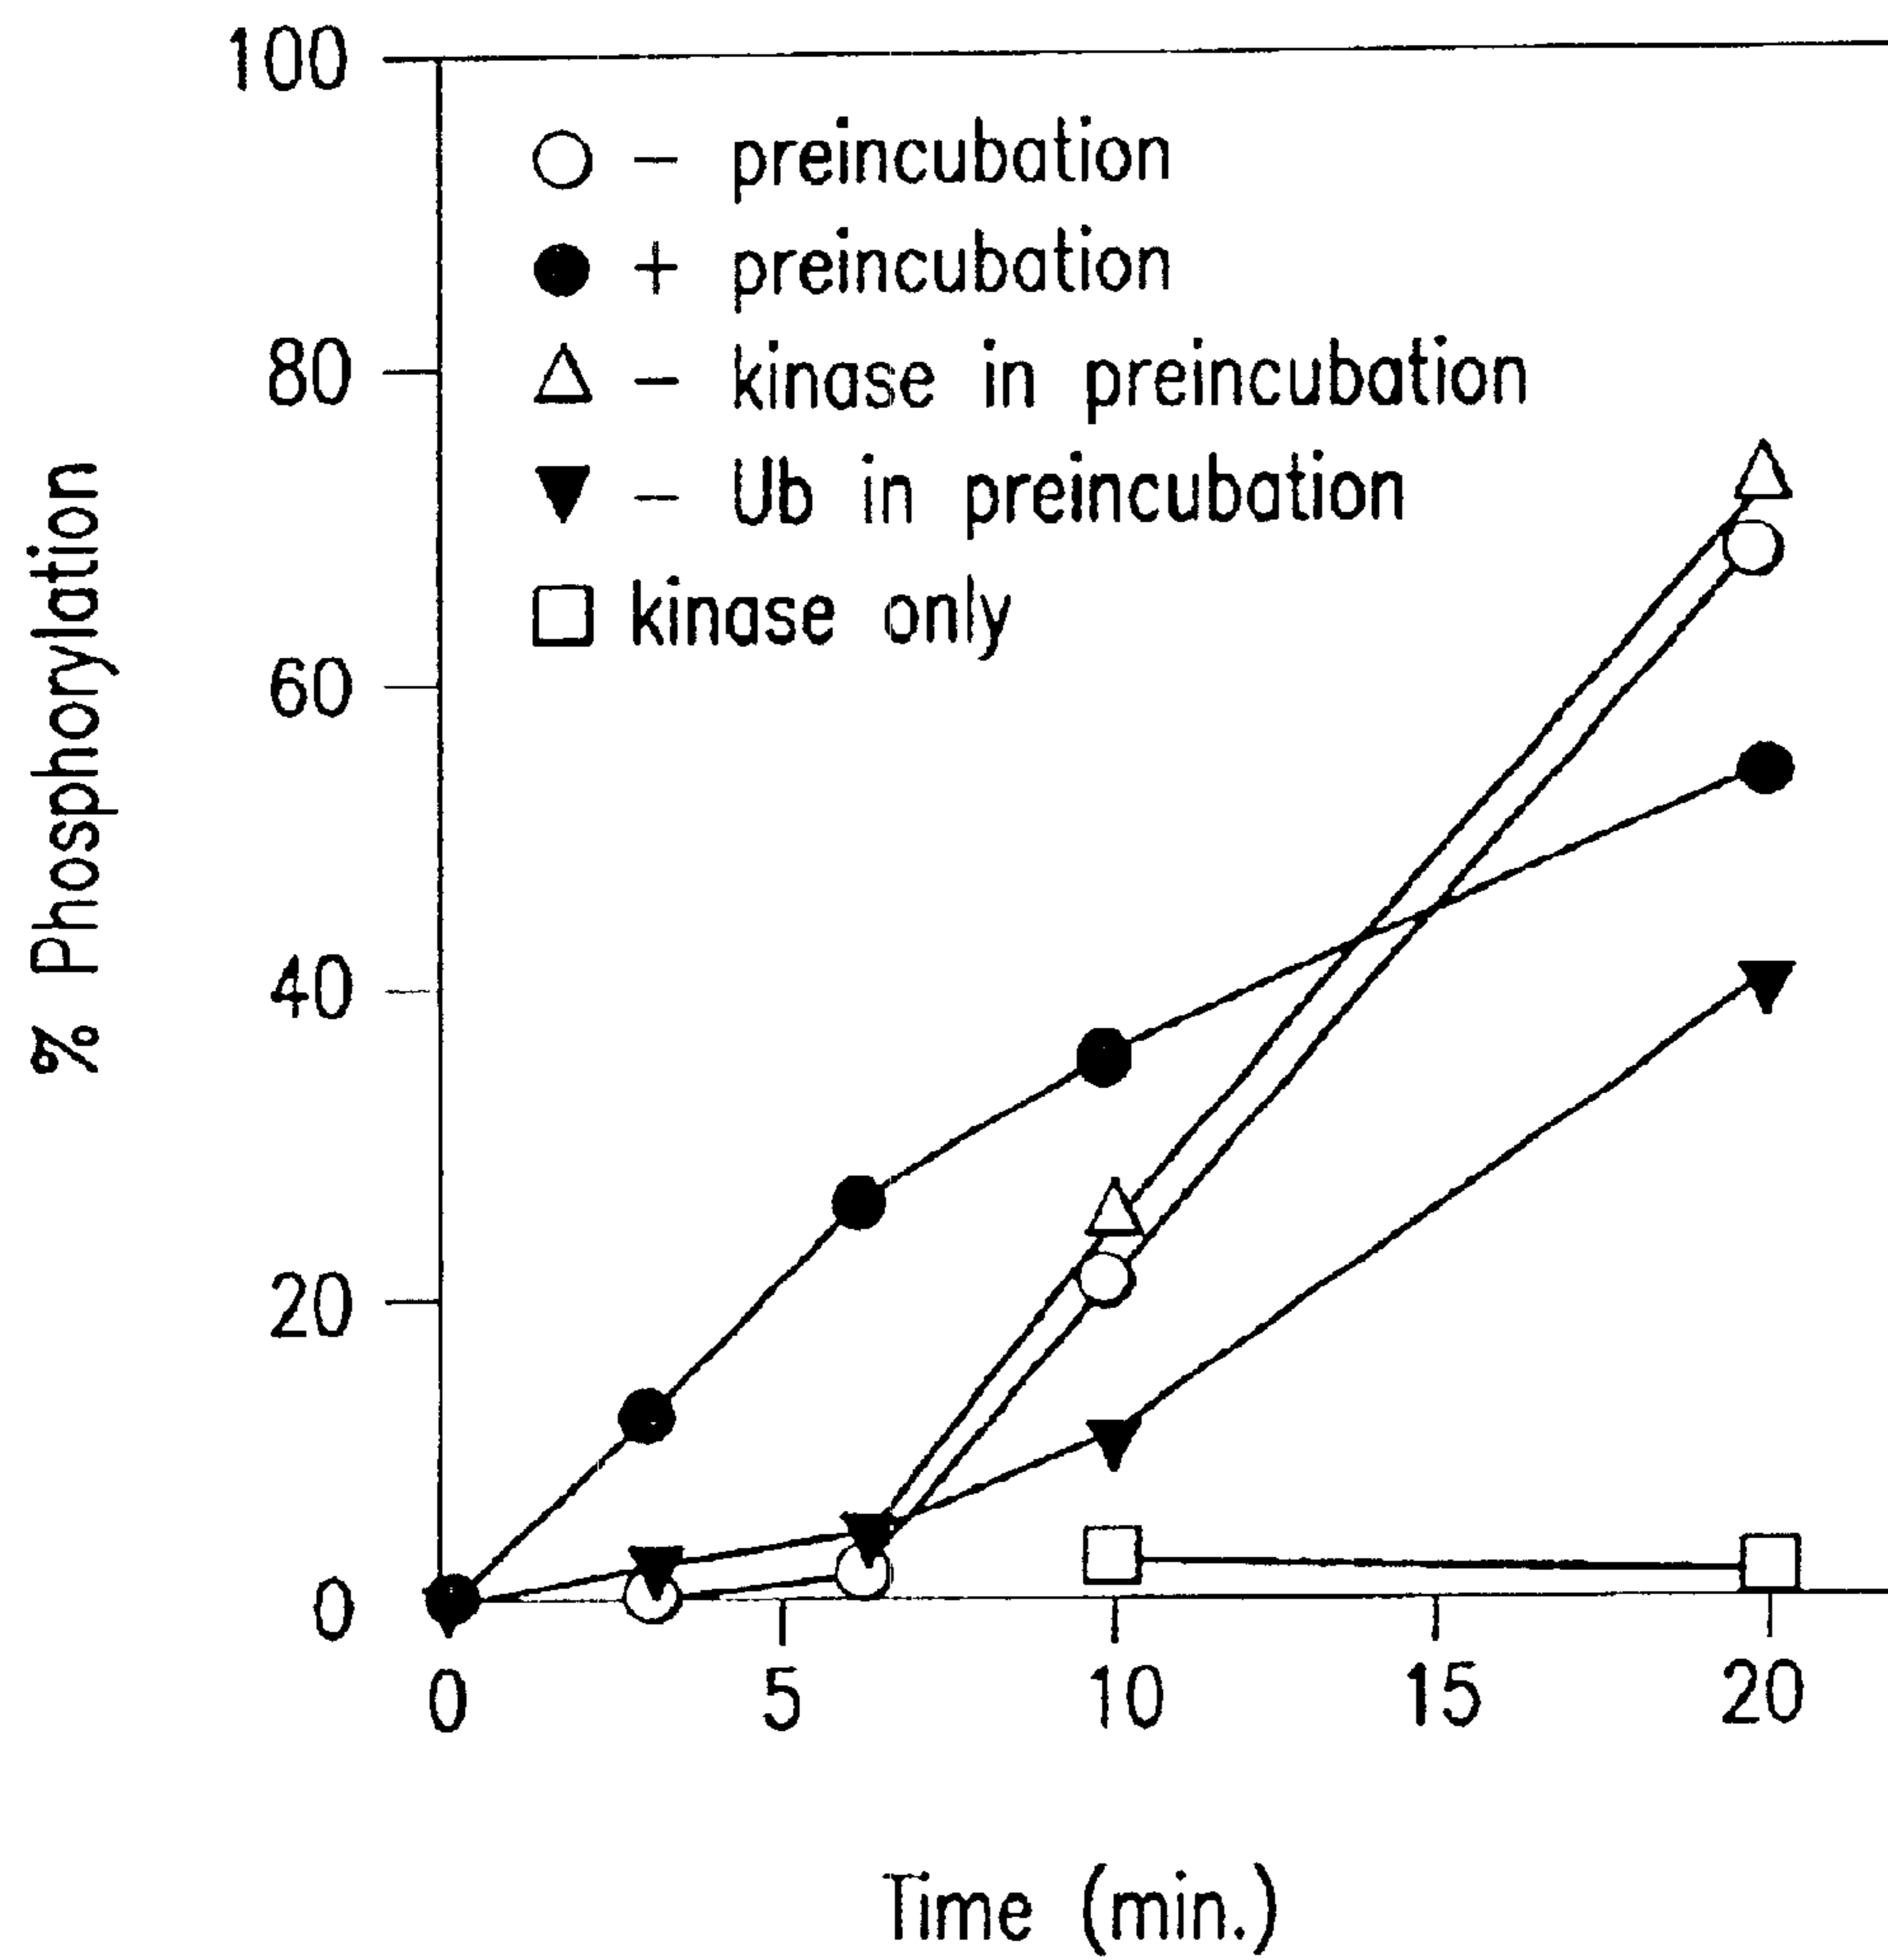 100
○ – preincubation
● + preincubation
80
△ – kinase in preincubation
▼ – Ub in preincubation
□ kinase only
60
% Phosphorylation
40
20
0
0 5 10 15 20
Time (min.)